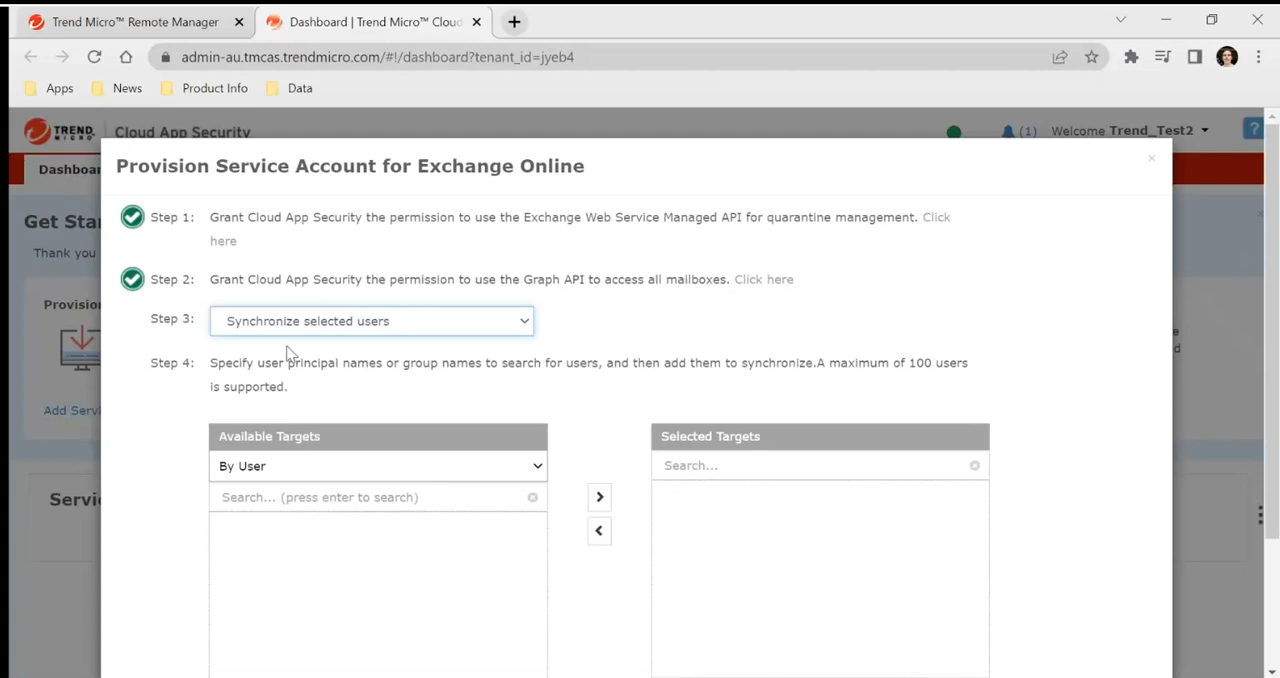 Trend Micro™ Remote Manager
Dashboard | Trend Micro™ Cloud
admin-au.tmcas.trendmicro.com/#!/dashboard?tenant_id=jyeb4
Apps News Product Info Data
TREND MICRO Cloud App Security (1) Welcome Trend_Test2 ?
Dashboar
Provision Service Account for Exchange Online
Get Sta
Thank you
Step 1: Grant Cloud App Security the permission to use the Exchange Web Service Managed API for quarantine management. Click
here
Step 2: Grant Cloud App Security the permission to use the Graph API to access all mailboxes. Click here
Provision
Step 3: Synchronize selected users
Step 4: Specify user principal names or group names to search for users, and then add them to synchronize.A maximum of 100 users
is supported.
Add Servi
Available Targets
By User
Search... (press enter to search)
Selected Targets
Search...
Service